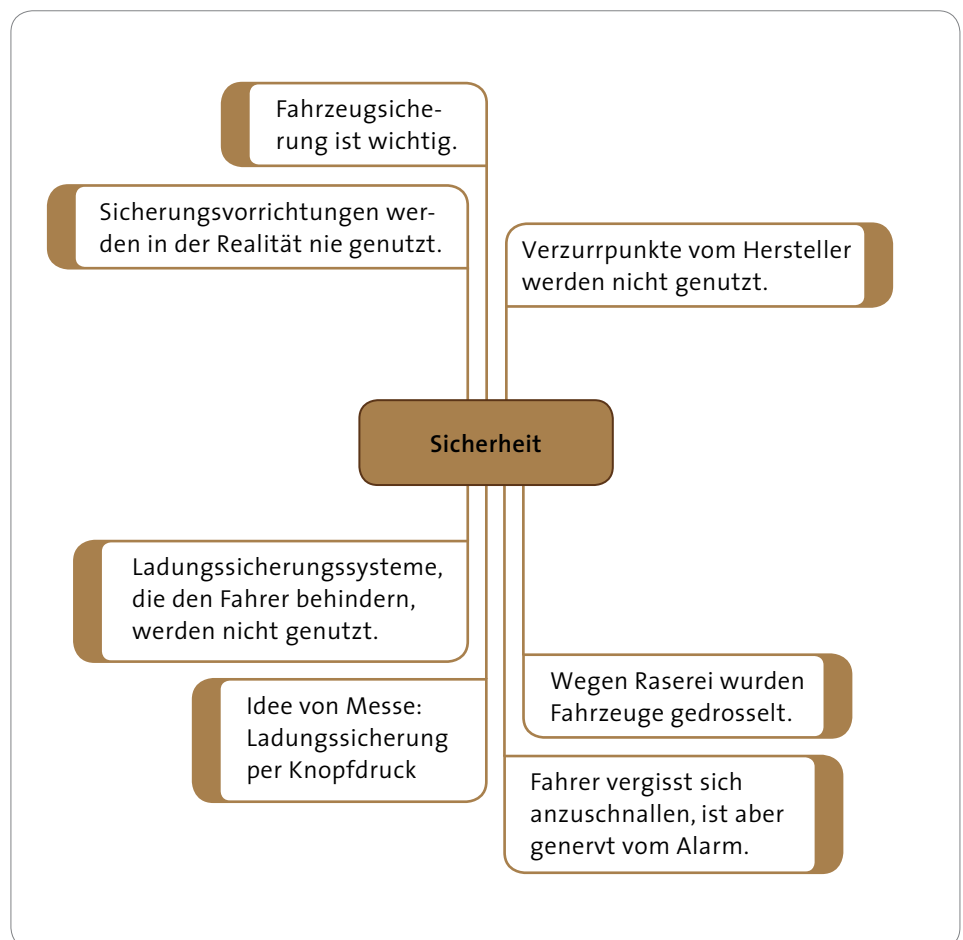 Fahrzeugsiche-
rung ist wichtig.
Sicherungsvorrichtungen wer-
den in der Realität nie genutzt.
Verzurrpunkte vom Hersteller
werden nicht genutzt.
Sicherheit
Ladungssicherungssysteme,
die den Fahrer behindern,
werden nicht genutzt.
Idee von Messe:
Ladungssicherung
per Knopfdruck
Wegen Raserei wurden
Fahrzeuge gedrosselt.
Fahrer vergisst sich
anzuschnallen, ist aber
genervt vom Alarm.